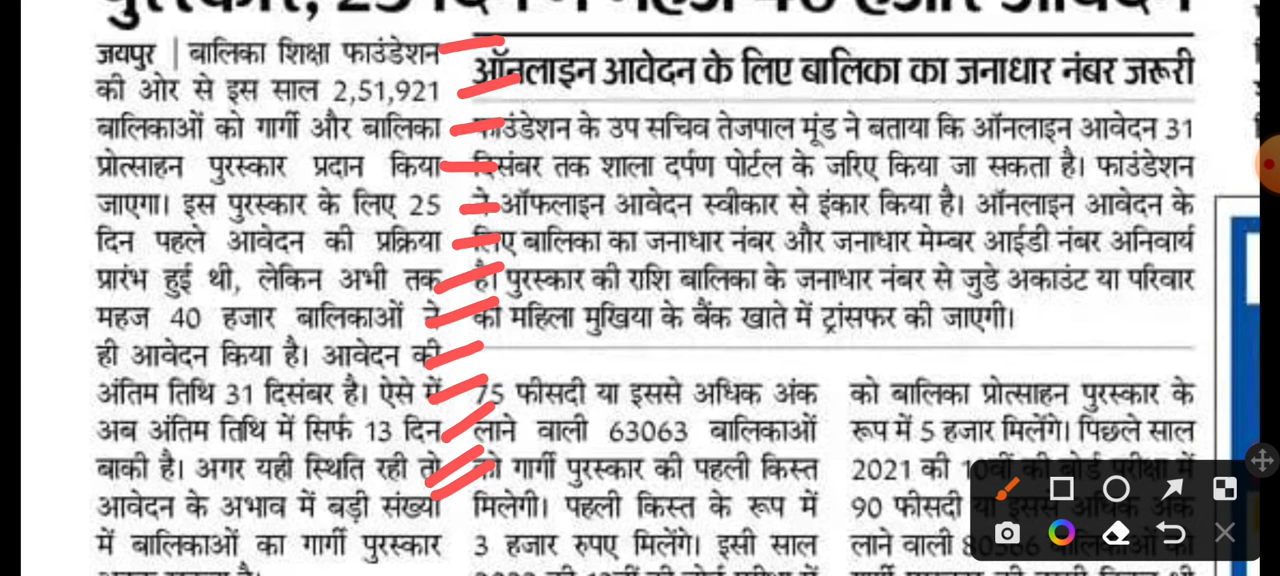 जयपुर | बालिका शिक्षा फाउंडेशन
की ओर से इस साल 2,51,921
बालिकाओं को गार्गी और बालिका
प्रोत्साहन पुरस्कार प्रदान किया
जाएगा। इस पुरस्कार के लिए 25
दिन पहले आवेदन की प्रक्रिया
प्रारंभ हुई थी, लेकिन अभी तक
महज 40 हजार बालिकाओं ने
ही आवेदन किया है। आवेदन की
अंतिम तिथि 31 दिसंबर है। ऐसे में
अब अंतिम तिथि में सिर्फ 13 दिन
बाकी है। अगर यही स्थिति रही तो
आवेदन के अभाव में बड़ी संख्या
में बालिकाओं का गार्गी पुरस्कार
ऑनलाइन आवेदन के लिए बालिका का जनाधार नंबर जरूरी
फाउंडेशन के उप सचिव तेजपाल मूंड ने बताया कि ऑनलाइन आवेदन 31
दिसंबर तक शाला दर्पण पोर्टल के जरिए किया जा सकता है। फाउंडेशन
ने ऑफलाइन आवेदन स्वीकार से इंकार किया है। ऑनलाइन आवेदन के
लिए बालिका का जनाधार नंबर और जनाधार मेम्बर आईडी नंबर अनिवार्य
है। पुरस्कार की राशि बालिका के जनाधार नंबर से जुडे अकाउंट या परिवार
की महिला मुखिया के बैंक खाते में ट्रांसफर की जाएगी।
75 फीसदी या इससे अधिक अंक
लाने वाली 63063 बालिकाओं
को गार्गी पुरस्कार की पहली किस्त
मिलेगी। पहली किस्त के रूप में
3 हजार रुपए मिलेंगे। इसी साल
को बालिका प्रोत्साहन पुरस्कार के
रूप में 5 हजार मिलेंगे। पिछले साल
2021 की 10वीं की बोर्ड परीक्षा में
90 फीसदी या इससे अधिक अंक
लाने वाली बालिकाओं को